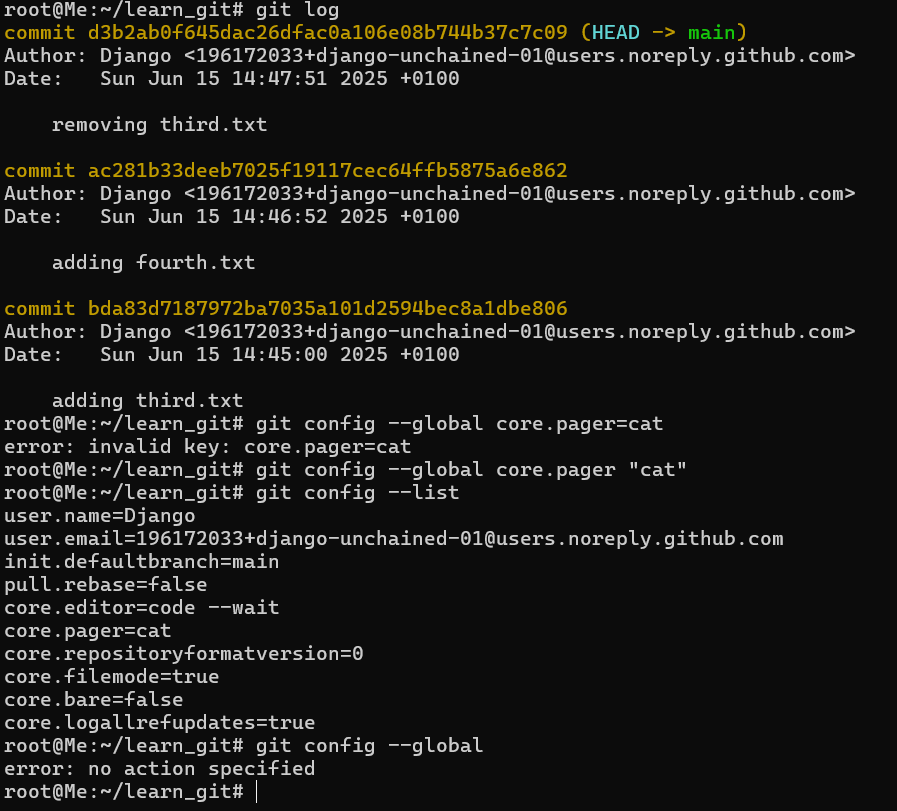 root@Me:~/learn_git# git log
commit d3b2ab0f645dac26dfac0a106e08b744b37c7c09 (HEAD -> main)
Author: Django <196172033+django-unchained-01@users.noreply.github.com>
Date:   Sun Jun 15 14:47:51 2025 +0100

    removing third.txt

commit ac281b33deeb7025f19117cec64ffb5875a6e862
Author: Django <196172033+django-unchained-01@users.noreply.github.com>
Date:   Sun Jun 15 14:46:52 2025 +0100

    adding fourth.txt

commit bda83d7187972ba7035a101d2594bec8a1dbe806
Author: Django <196172033+django-unchained-01@users.noreply.github.com>
Date:   Sun Jun 15 14:45:00 2025 +0100

    adding third.txt
root@Me:~/learn_git# git config --global core.pager=cat
error: invalid key: core.pager=cat
root@Me:~/learn_git# git config --global core.pager "cat"
root@Me:~/learn_git# git config --list
user.name=Django
user.email=196172033+django-unchained-01@users.noreply.github.com
init.defaultbranch=main
pull.rebase=false
core.editor=code --wait
core.pager=cat
core.repositoryformatversion=0
core.filemode=true
core.bare=false
core.logallrefupdates=true
root@Me:~/learn_git# git config --global
error: no action specified
root@Me:~/learn_git#